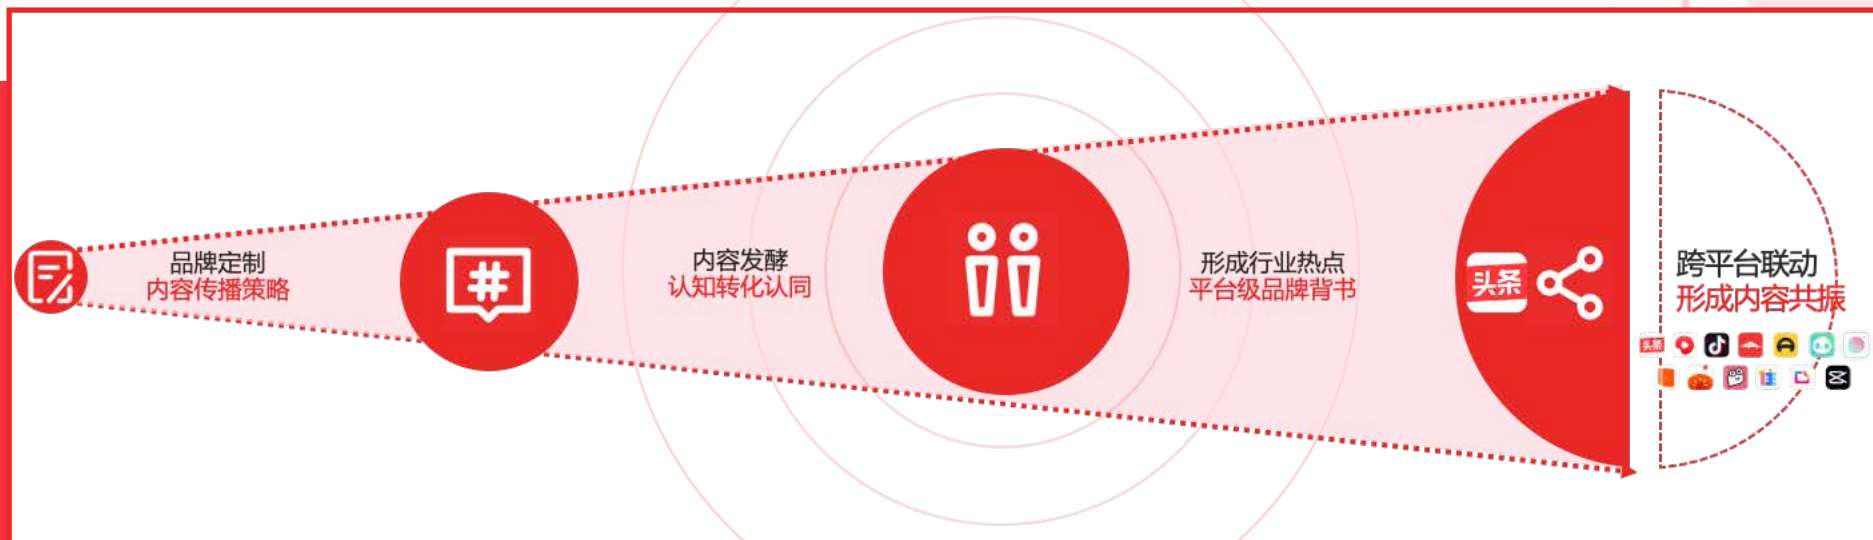 品牌定制
内容传播策略
#
内容发酵
认知转化认同
形成行业热点
平台级品牌背书
头条
跨平台联动
形成内容共振
头条